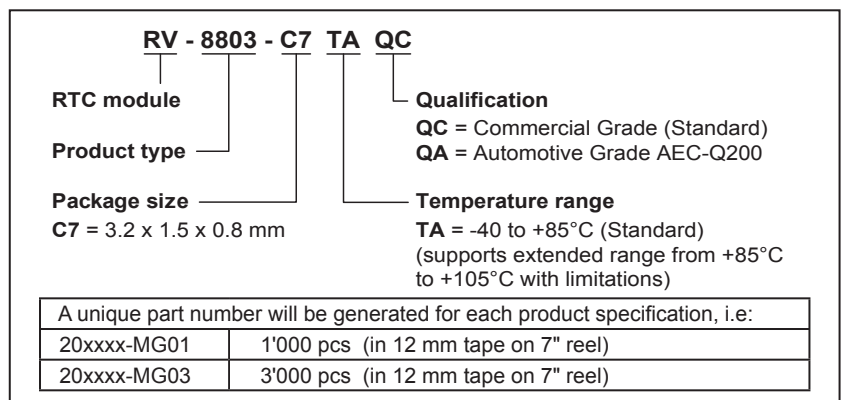 RV - 8803 - C7 TA QC
RTC module
Product type
Package size
C7 = 3.2 x 1.5 x 0.8 mm
Qualification
QC = Commercial Grade (Standard)
QA = Automotive Grade AEC-Q200
Temperature range
TA = -40 to +85°C (Standard)
(supports extended range from +85°C
to +105°C with limitations)
A unique part number will be generated for each product specification, i.e:
20xxxx-MG01 1'000 pcs (in 12 mm tape on 7" reel)
20xxxx-MG03 3'000 pcs (in 12 mm tape on 7" reel)